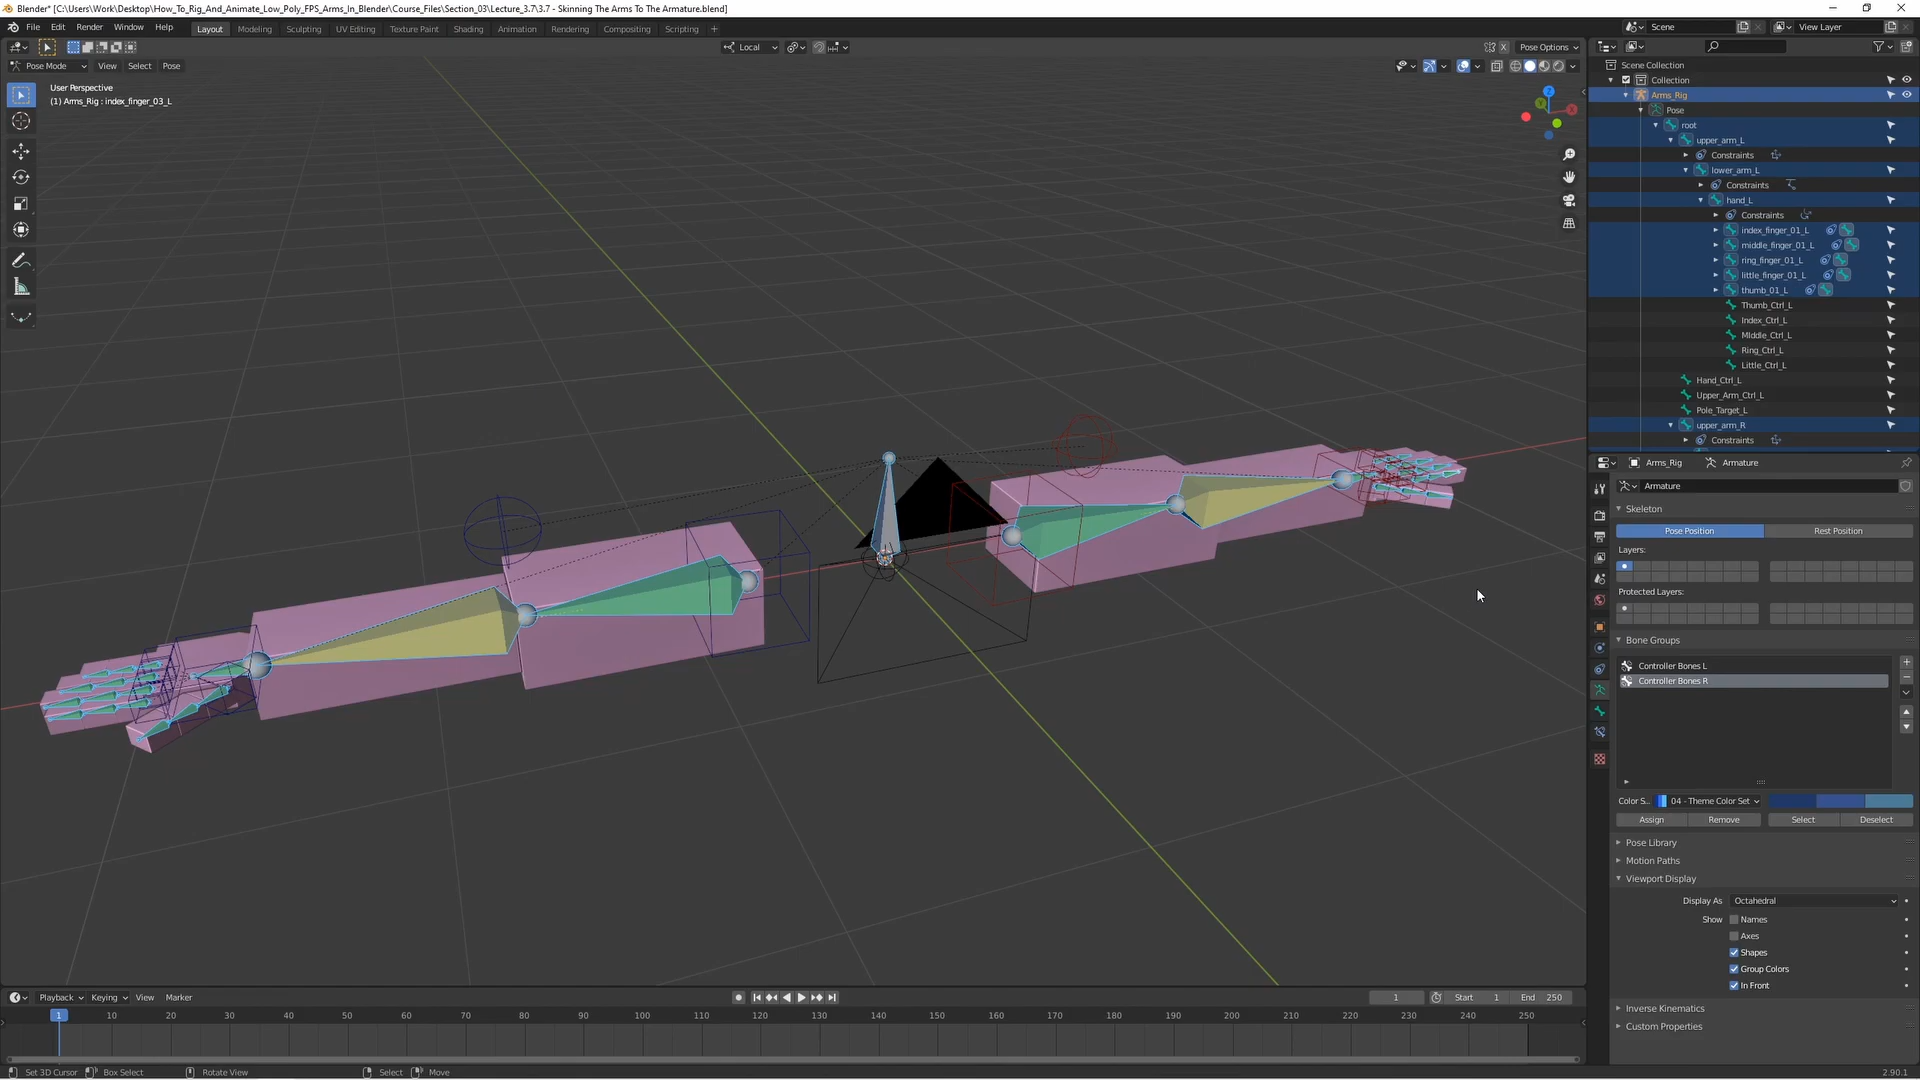 Blender* [C:\Users\Work\Desktop\How_To_Rig_And_Animate_Low_Poly_FPS_Arms_In_Blender\Course_Files\Section_03\Lecture_3.7\3.7 - Skinning The Arms To The Armature.blend]
File Edit Render Window Help Layout Modeling Sculpting UV Editing Texture Paint Shading Animation Rendering Compositing Scripting + Scene View Layer
Local X Pose Options
Pose Mode View Select Pose
User Perspective
(1) Arms_Rig : index_finger_03_L
Scene Collection
Collection
Arms_Rig
Pose
root
upper_arm_L
Constraints
lower_arm_L
Constraints
hand_L
Constraints
index_finger_01_L
middle_finger_01_L
ring_finger_01_L
little_finger_01_L
thumb_01_L
Thumb_Ctrl_L
Index_Ctrl_L
MIddle_Ctrl_L
Ring_Ctrl_L
Little_Ctrl_L
Hand_Ctrl_L
Upper_Arm_Ctrl_L
Pole_Target_L
upper_arm_R
Constraints
Arms_Rig Armature
Armature
Skeleton
Pose Position Rest Position
Layers:
Protected Layers:
Bone Groups
Controller Bones L
Controller Bones R
Color S... 04 - Theme Color Set
Assign Remove Select Deselect
Pose Library
Motion Paths
Viewport Display
Display As Octahedral
Show Names
Axes
Shapes
Group Colors
In Front
Inverse Kinematics
Custom Properties
Playback Keying View Marker 1 Start 1 End 250
1 10 20 30 40 50 60 70 80 90 100 110 120 130 140 150 160 170 180 190 200 210 220 230 240 250
Set 3D Cursor Box Select Rotate View Select Move 2.90.1